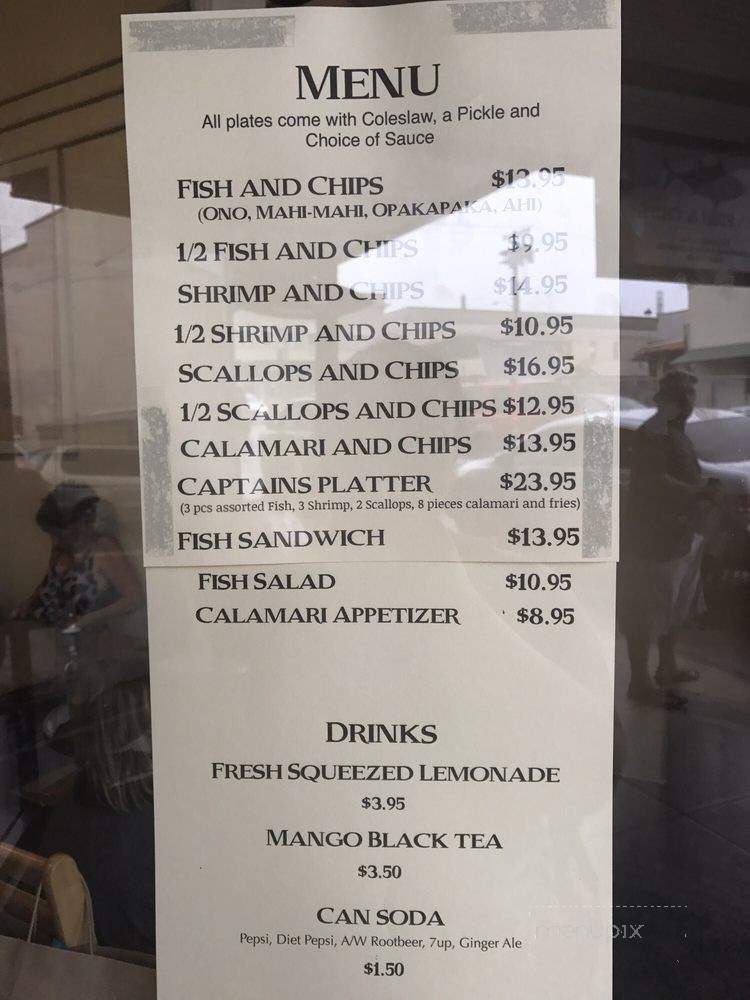 MENU
All plates come with Coleslaw, a Pickle and
Choice of Sauce
FISH AND CHIPS $13.95
(ONO, MAHI-MAHI, OPAKAPAKA, AHI)
1/2 FISH AND CHIPS $9.95
SHRIMP AND CHIPS $14.95
1/2 SHRIMP AND CHIPS $10.95
SCALLOPS AND CHIPS $16.95
1/2 SCALLOPS AND CHIPS $12.95
CALAMARI AND CHIPS $13.95
CAPTAINS PLATTER $23.95
(3 pcs assorted Fish, 3 Shrimp, 2 Scallops, 8 pieces calamari and fries)
FISH SANDWICH $13.95
FISH SALAD $10.95
CALAMARI APPETIZER $8.95
DRINKS
FRESH SQUEEZED LEMONADE
$3.95
MANGO BLACK TEA
$3.50
CAN SODA
Pepsi, Diet Pepsi, A/W Rootbeer, 7up, Ginger Ale
$1.50
menupix